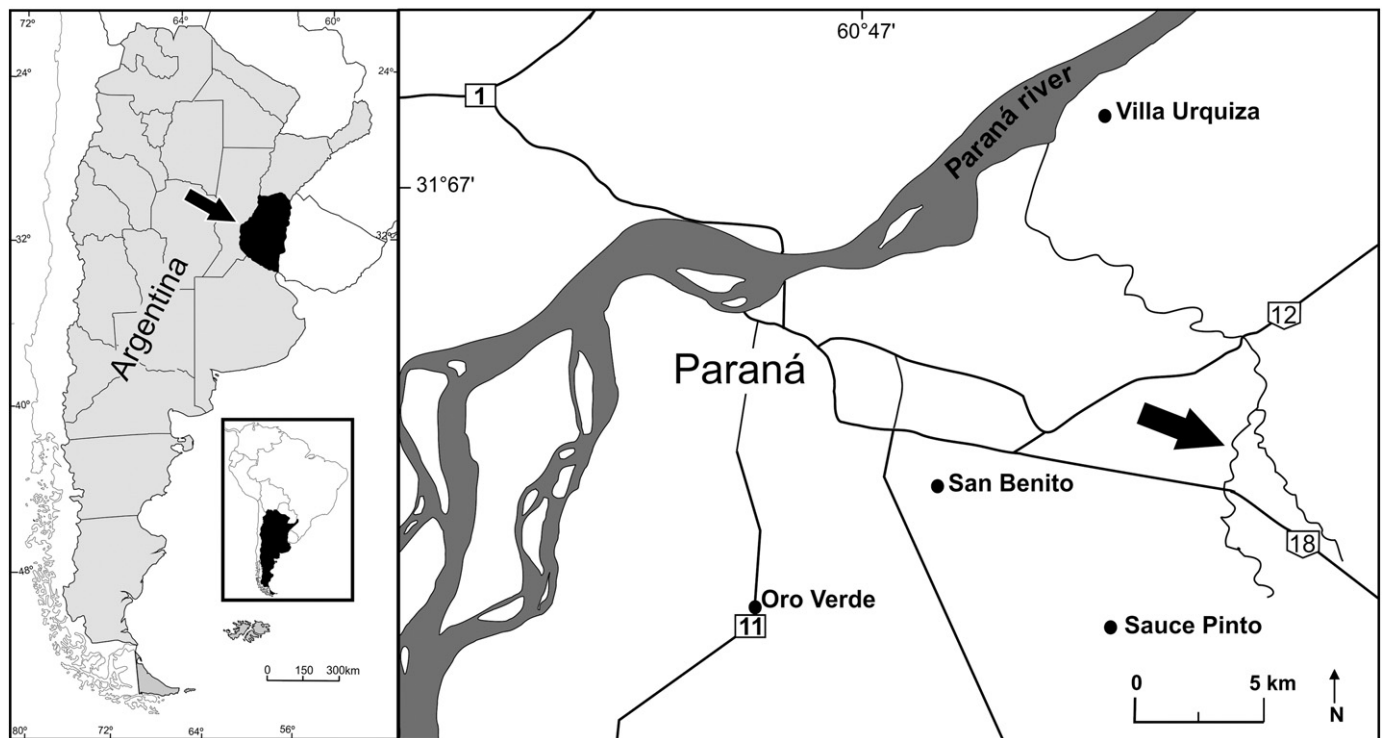 72°
64°
60°
24°
24°
32°
32°
Argentina
40°
48°
0 150 300km
80°
72°
64°
56°
60°47'
1
Paraná river
Villa Urquiza
31°67'
12
Paraná
San Benito
18
Oro Verde
11
Sauce Pinto
0 5 km
N